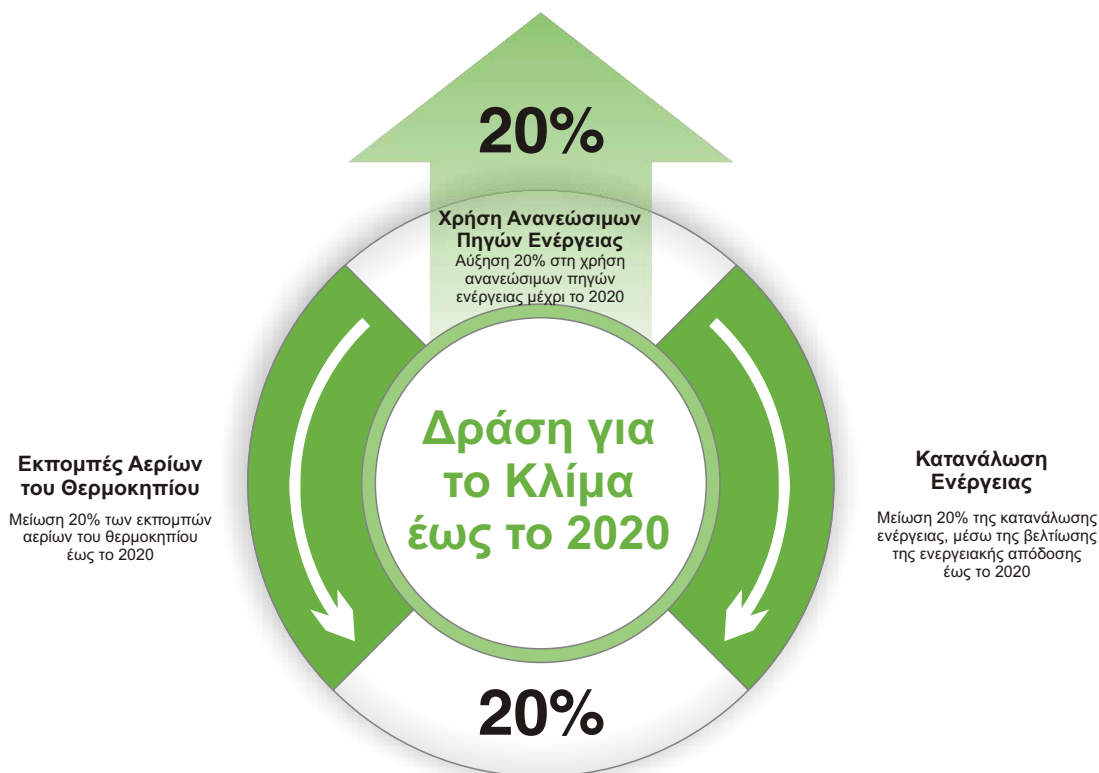 20%
Χρήση Ανανεώσιμων
Πηγών Ενέργειας
Αύξηση 20% στη χρήση
ανανεώσιμων πηγών
ενέργειας μέχρι το 2020
Δράση για
το Κλίμα
έως το 2020
Εκπομπές Αερίων
του Θερμοκηπίου
Μείωση 20% των εκπομπών
αερίων του θερμοκηπίου
έως το 2020
Κατανάλωση
Ενέργειας
Μείωση 20% της κατανάλωσης
ενέργειας, μέσω της βελτίωσης
της ενεργειακής απόδοσης
έως το 2020
20%